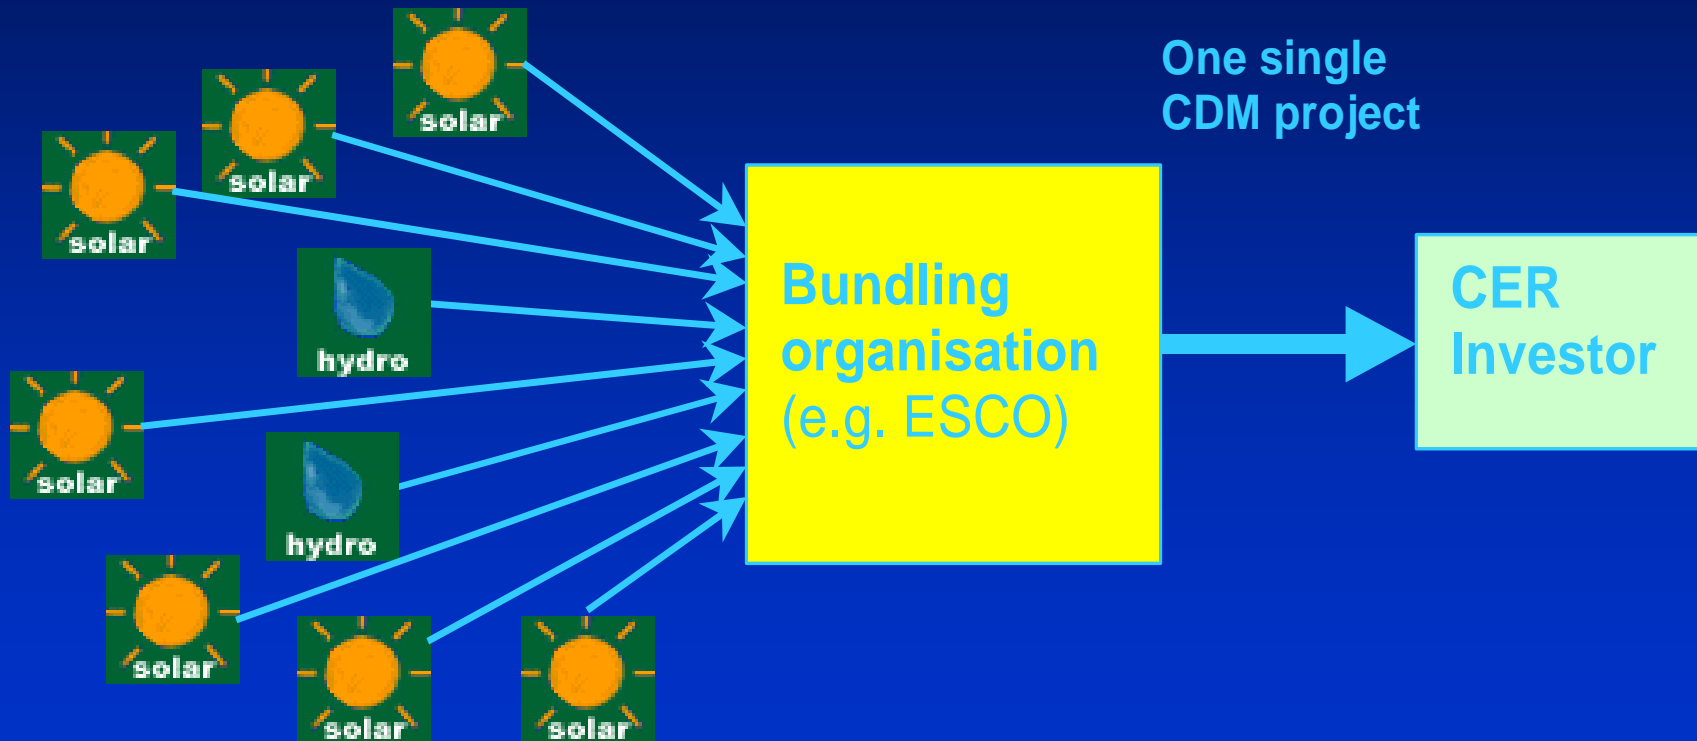 solar
One single
CDM project
solar
solar
hydro
Bundling
organisation
(e.g. ESCO)
CER
Investor
solar
hydro
solar
solar
solar